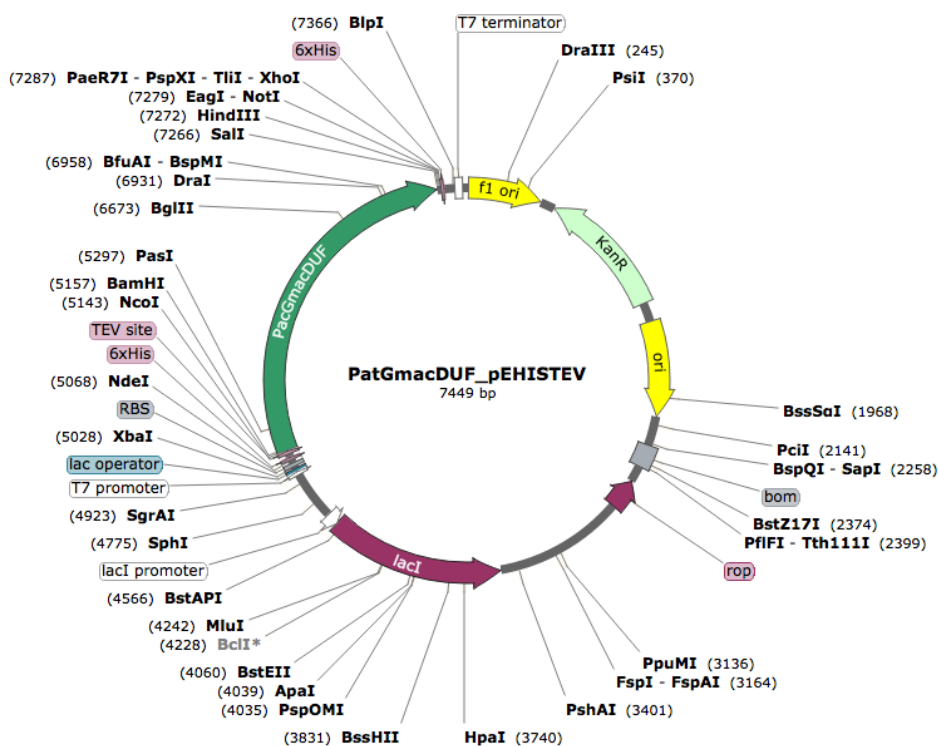 (7366) BlpI
T7 terminator
6xHis
DraIII (245)
(7287) PaeR7I - PspXI - TliI - XhoI
PsiI (370)
(7279) EagI - NotI
(7272) HindIII
(7266) SalI
(6958) BfuAI - BspMI
(6931) DraI
(6673) BglII
f1 ori
KanR
PacGmacDUF
(5297) PasI
(5157) BamHI
(5143) NcoI
TEV site
6xHis
(5068) NdeI
RBS
(5028) XbaI
lac operator
T7 promoter
(4923) SgrAI
(4775) SphI
lacI promoter
(4566) BstAPI
ori
PatGmacDUF_pEHISTEV
7449 bp
BssSαI (1968)
PciI (2141)
BspQI - SapI (2258)
bom
BstZ17I (2374)
PflFI - Tth111I (2399)
rop
lacI
(4242) MluI
(4228) BclI*
(4060) BstEII
(4039) ApaI
(4035) PspOMI
(3831) BssHII
HpaI (3740)
PshAI (3401)
FspI - FspAI (3164)
PpuMI (3136)